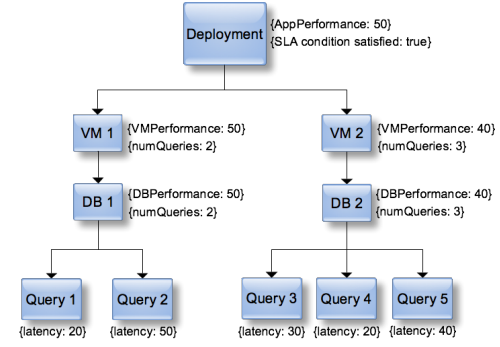 Deployment
{AppPerformance: 50}
{SLA condition satisfied: true}
VM 1
{VMPerformance: 50}
{numQueries: 2}
VM 2
{VMPerformance: 40}
{numQueries: 3}
DB 1
{DBPerformance: 50}
{numQueries: 2}
DB 2
{DBPerformance: 40}
{numQueries: 3}
Query 1
Query 2
Query 3
Query 4
Query 5
{latency: 20}
{latency: 50}
{latency: 30}
{latency: 20}
{latency: 40}